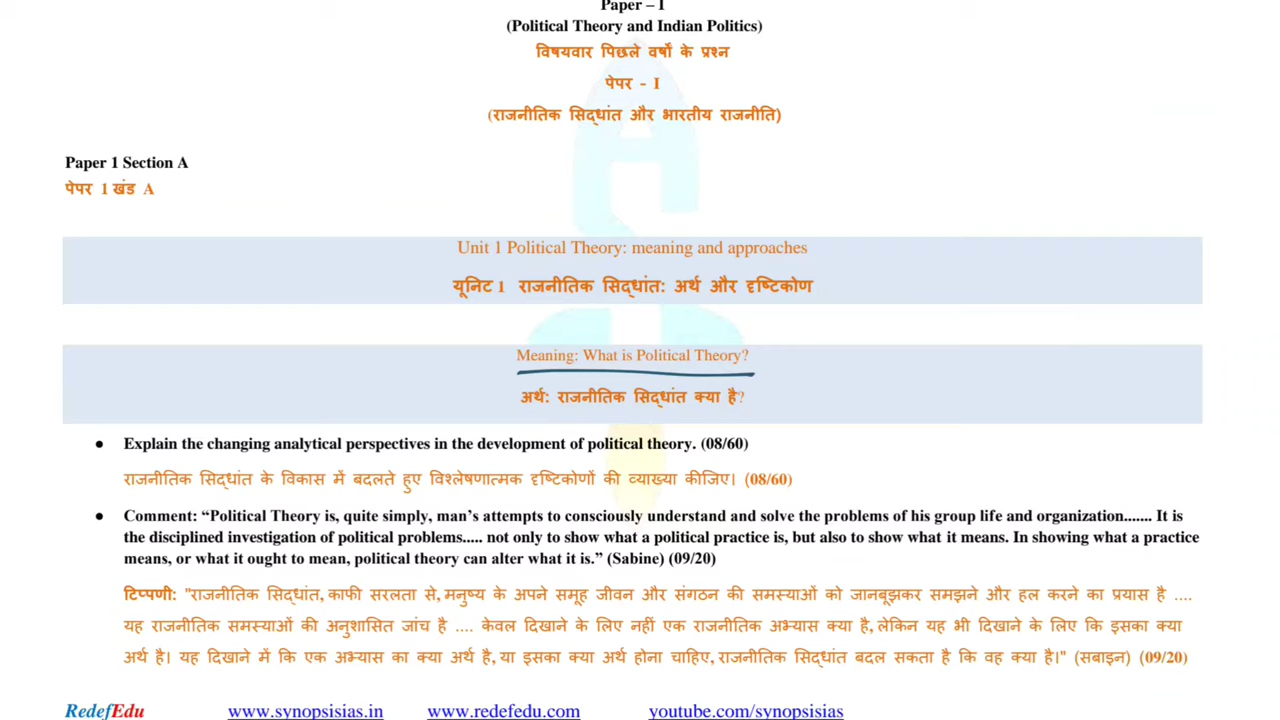 Paper – I
(Political Theory and Indian Politics)
विषयवार पिछले वर्षों के प्रश्न
पेपर - I
(राजनीतिक सिद्धांत और भारतीय राजनीति)
Paper 1 Section A
पेपर 1 खंड A
Unit 1 Political Theory: meaning and approaches
यूनिट 1 राजनीतिक सिद्धांत: अर्थ और दृष्टिकोण
Meaning: What is Political Theory?
अर्थ: राजनीतिक सिद्धांत क्या है?
● Explain the changing analytical perspectives in the development of political theory. (08/60)
राजनीतिक सिद्धांत के विकास में बदलते हुए विश्लेषणात्मक दृष्टिकोणों की व्याख्या कीजिए। (08/60)
● Comment: “Political Theory is, quite simply, man’s attempts to consciously understand and solve the problems of his group life and organization....... It is
the disciplined investigation of political problems..... not only to show what a political practice is, but also to show what it means. In showing what a practice
means, or what it ought to mean, political theory can alter what it is.” (Sabine) (09/20)
टिप्पणी: "राजनीतिक सिद्धांत, काफी सरलता से, मनुष्य के अपने समूह जीवन और संगठन की समस्याओं को जानबूझकर समझने और हल करने का प्रयास है ....
यह राजनीतिक समस्याओं की अनुशासित जांच है .... केवल दिखाने के लिए नहीं एक राजनीतिक अभ्यास क्या है, लेकिन यह भी दिखाने के लिए कि इसका क्या
अर्थ है। यह दिखाने में कि एक अभ्यास का क्या अर्थ है, या इसका क्या अर्थ होना चाहिए, राजनीतिक सिद्धांत बदल सकता है कि वह क्या है।" (सबाइन) (09/20)
RedefEdu www.synopsisias.in www.redefedu.com youtube.com/synopsisias